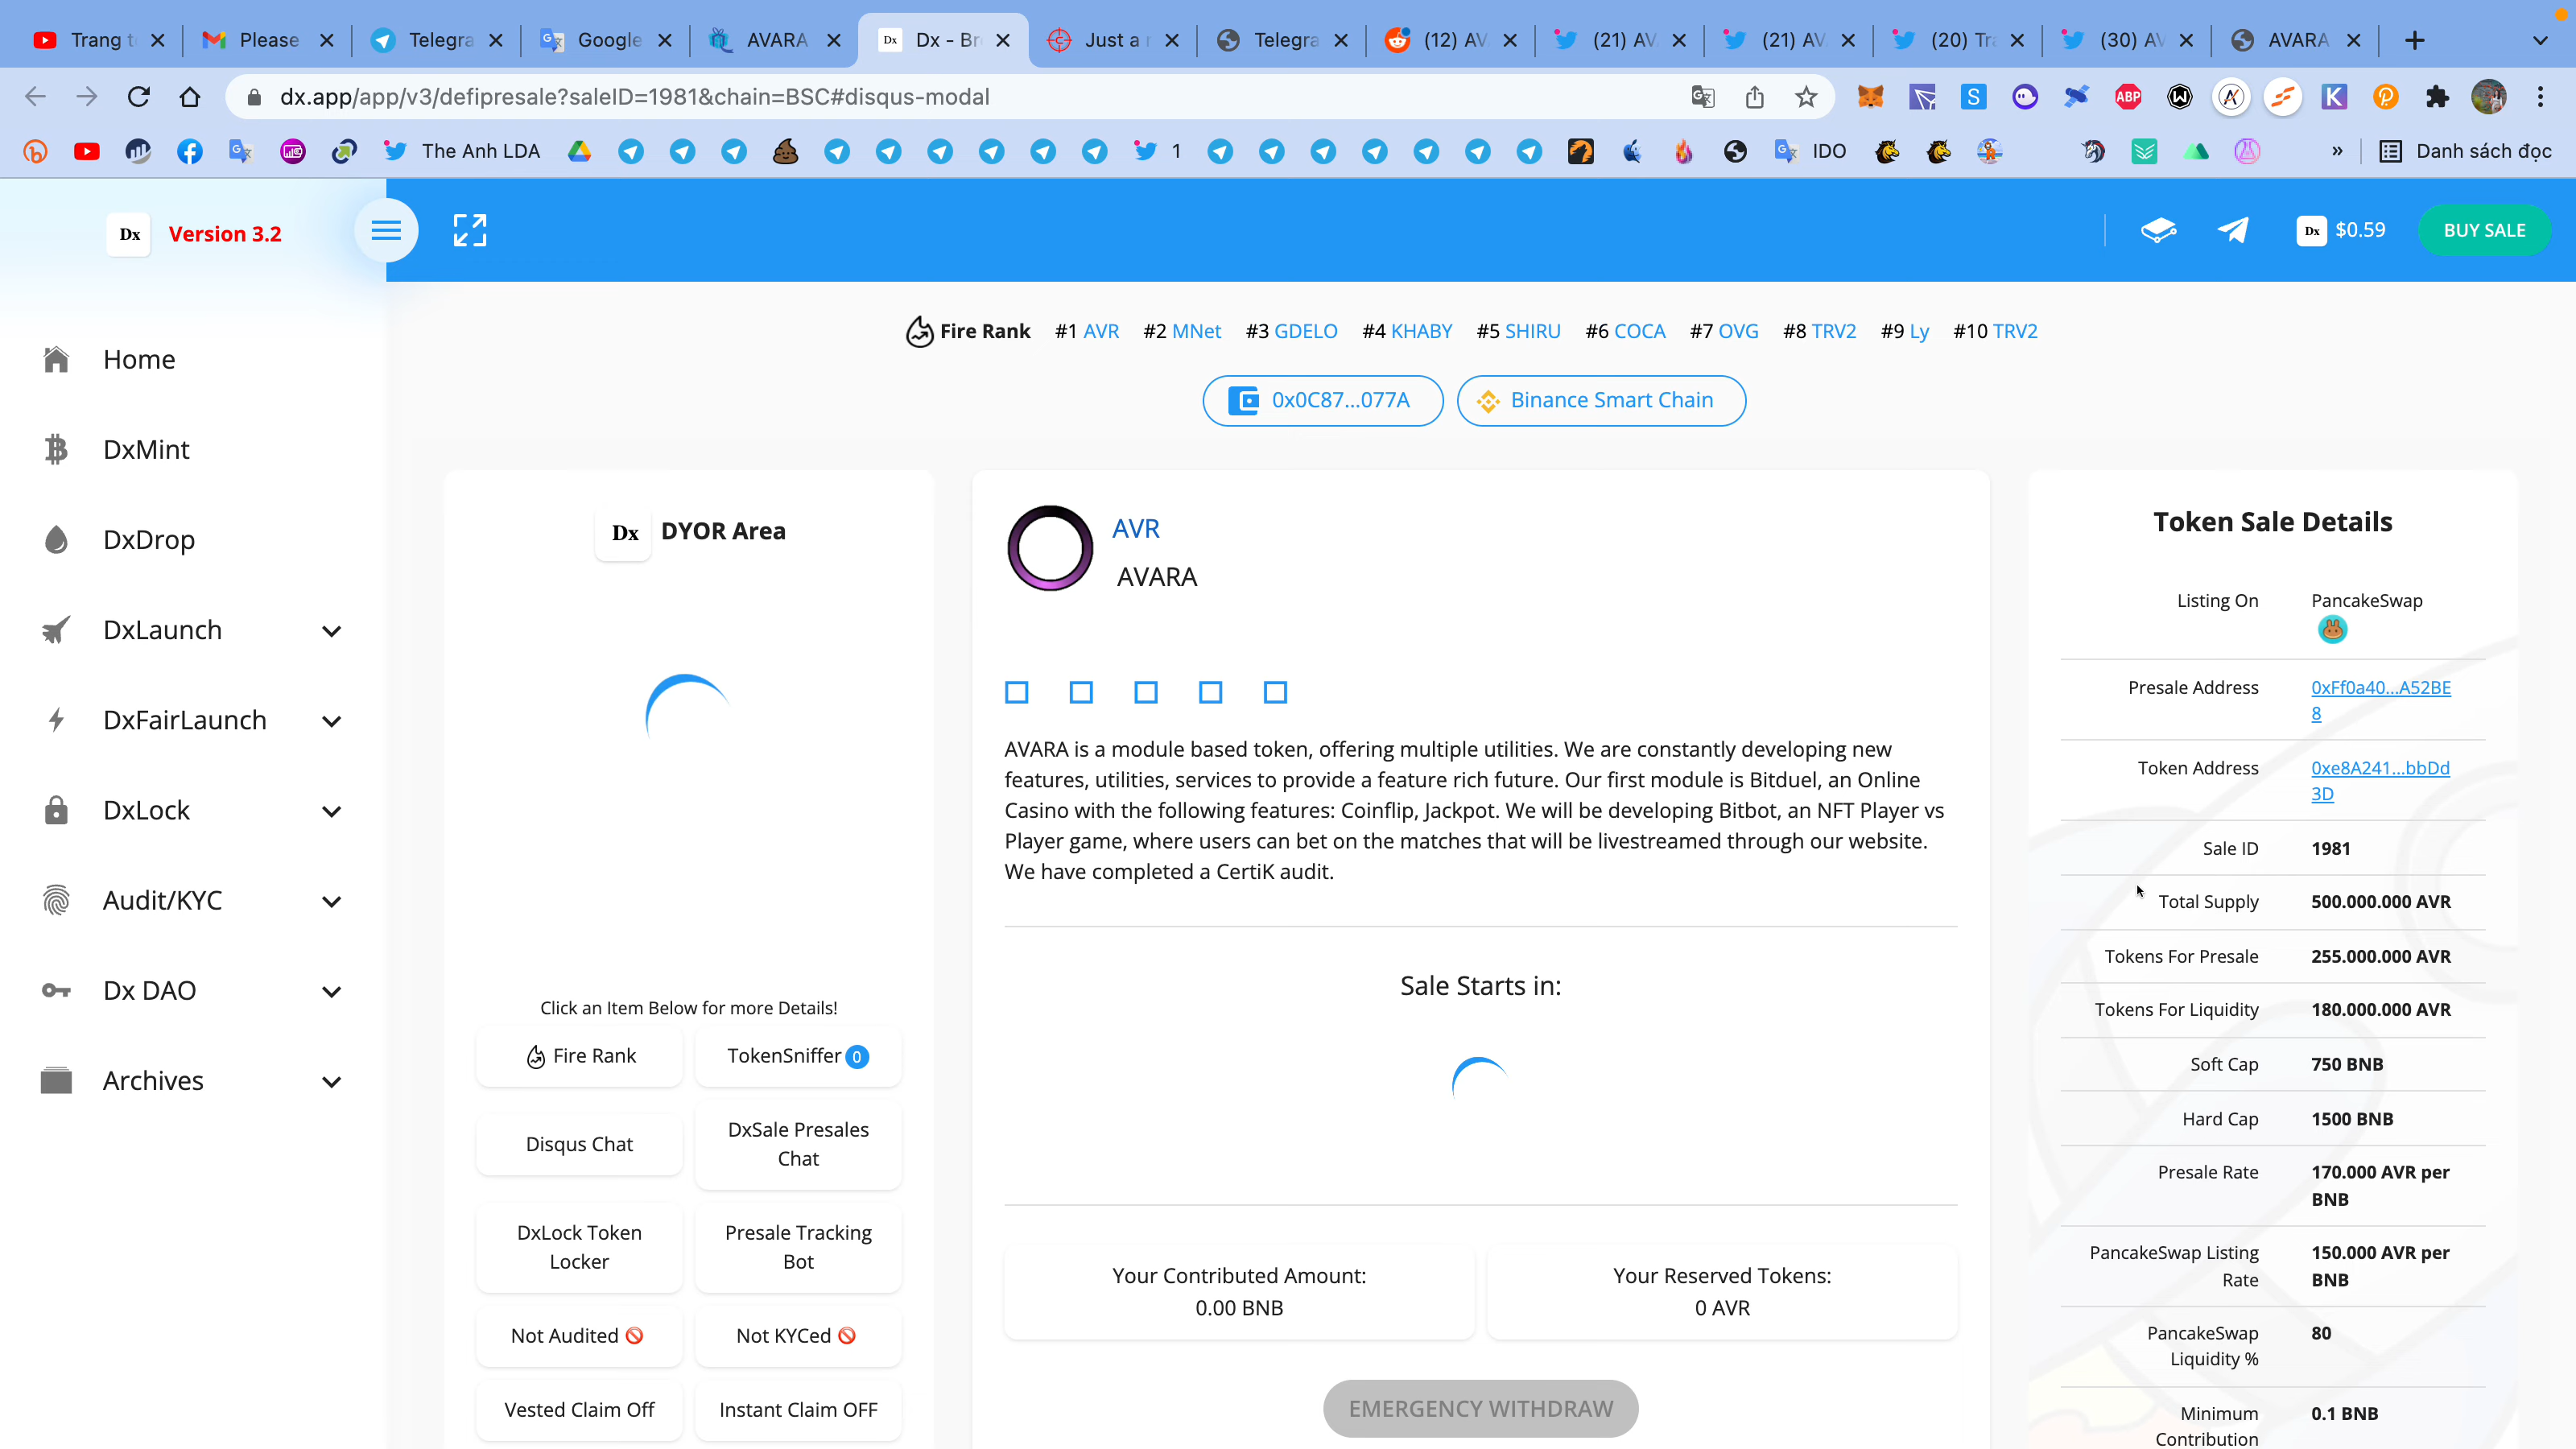 Trang t
Please
Telegra
Google
AVARA
Dx - Br
Just a r
Telegra
(12) AV
(21) AV
(21) AV
(20) Tra
(30) AV
AVARA
dx.app/app/v3/defipresale?saleID=1981&chain=BSC#disqus-modal
The Anh LDA
1
IDO
»
Danh sách đọc
Dx
Version 3.2
Dx
$0.59
BUY SALE
Home
DxMint
DxDrop
DxLaunch
DxFairLaunch
DxLock
Audit/KYC
Dx DAO
Archives
Fire Rank
#1 AVR
#2 MNet
#3 GDELO
#4 KHABY
#5 SHIRU
#6 COCA
#7 OVG
#8 TRV2
#9 Ly
#10 TRV2
0x0C87...077A
Binance Smart Chain
Dx
DYOR Area
Click an Item Below for more Details!
Fire Rank
TokenSniffer 0
Disqus Chat
DxSale Presales
Chat
DxLock Token
Locker
Presale Tracking
Bot
Not Audited
Not KYCed
Vested Claim Off
Instant Claim OFF
AVR
AVARA
AVARA is a module based token, offering multiple utilities. We are constantly developing new
features, utilities, services to provide a feature rich future. Our first module is Bitduel, an Online
Casino with the following features: Coinflip, Jackpot. We will be developing Bitbot, an NFT Player vs
Player game, where users can bet on the matches that will be livestreamed through our website.
We have completed a CertiK audit.
Sale Starts in:
Your Contributed Amount:
0.00 BNB
Your Reserved Tokens:
0 AVR
EMERGENCY WITHDRAW
Token Sale Details
Listing On
PancakeSwap
Presale Address
0xFf0a40...A52BE
8
Token Address
0xe8A241...bbDd
3D
Sale ID
1981
Total Supply
500.000.000 AVR
Tokens For Presale
255.000.000 AVR
Tokens For Liquidity
180.000.000 AVR
Soft Cap
750 BNB
Hard Cap
1500 BNB
Presale Rate
170.000 AVR per
BNB
PancakeSwap Listing
Rate
150.000 AVR per
BNB
PancakeSwap
Liquidity %
80
Minimum
Contribution
0.1 BNB